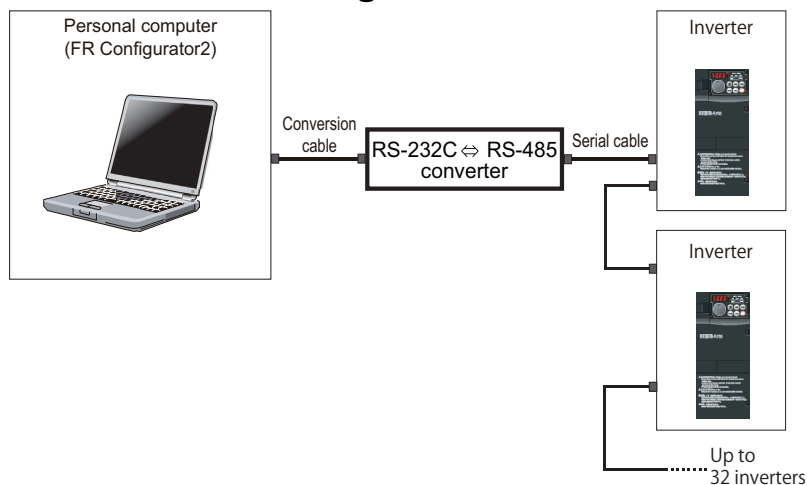 Personal computer
(FR Configurator2)
Conversion
cable
RS-232C ⇔ RS-485
converter
Serial cable
Inverter
Inverter
Up to
32 inverters